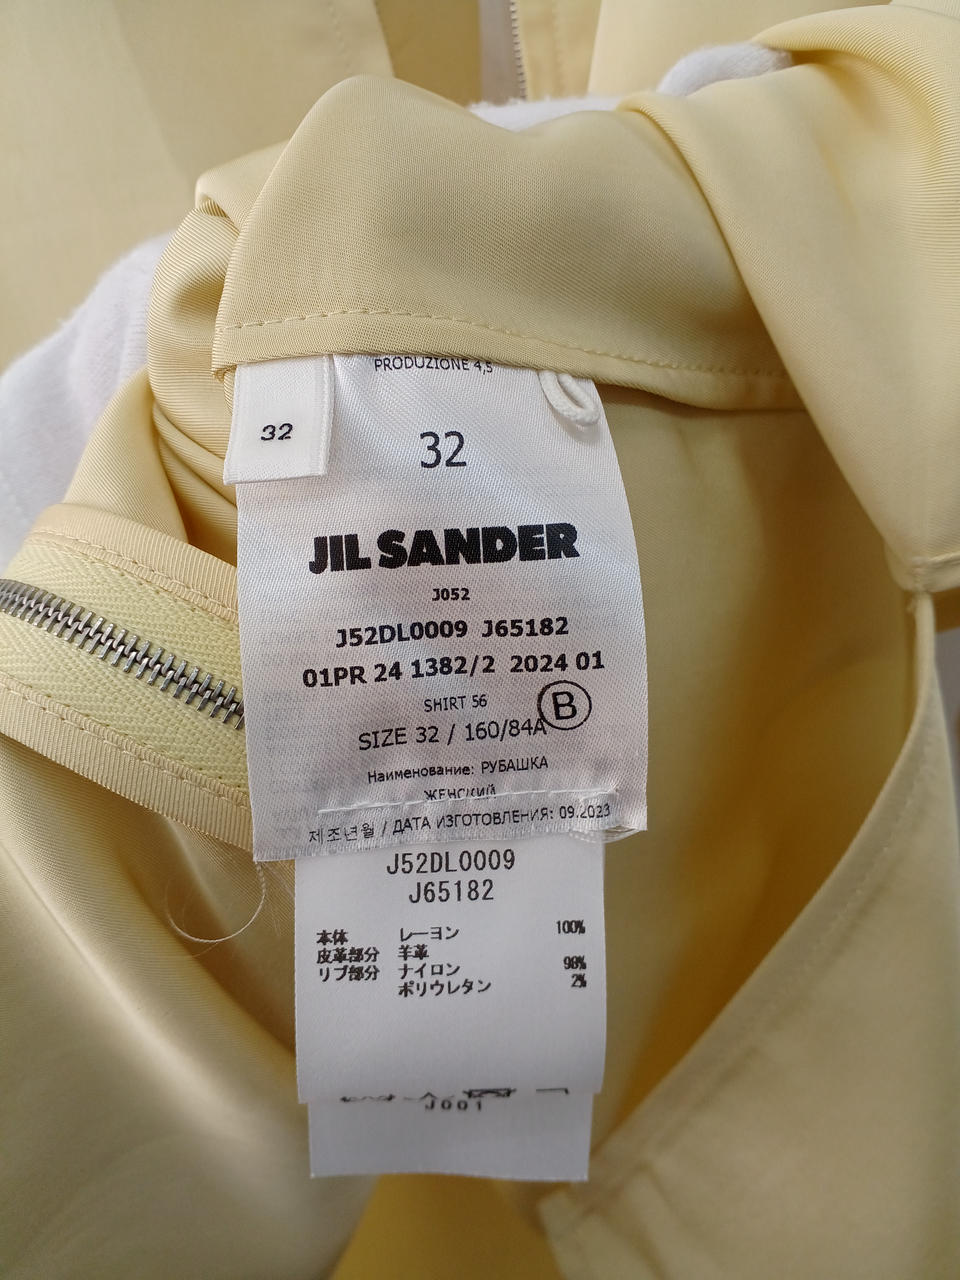 PRODUZIONE 4,5
32
32
JIL SANDER
J052
J52DL0009 J65182
01PR 24 1382/2 2024 01
SHIRT 56
B
SIZE 32 / 160/84A
Наименование: РУБАШКА
ЖЕНСКИЙ
제조년월 / ДАТА ИЗГОТОВЛЕНИЯ: 09.2023
J52DL0009
J65182
本体 レーヨン 100%
皮革部分 羊革
リブ部分 ナイロン 98%
ポリウレタン 2%
J001